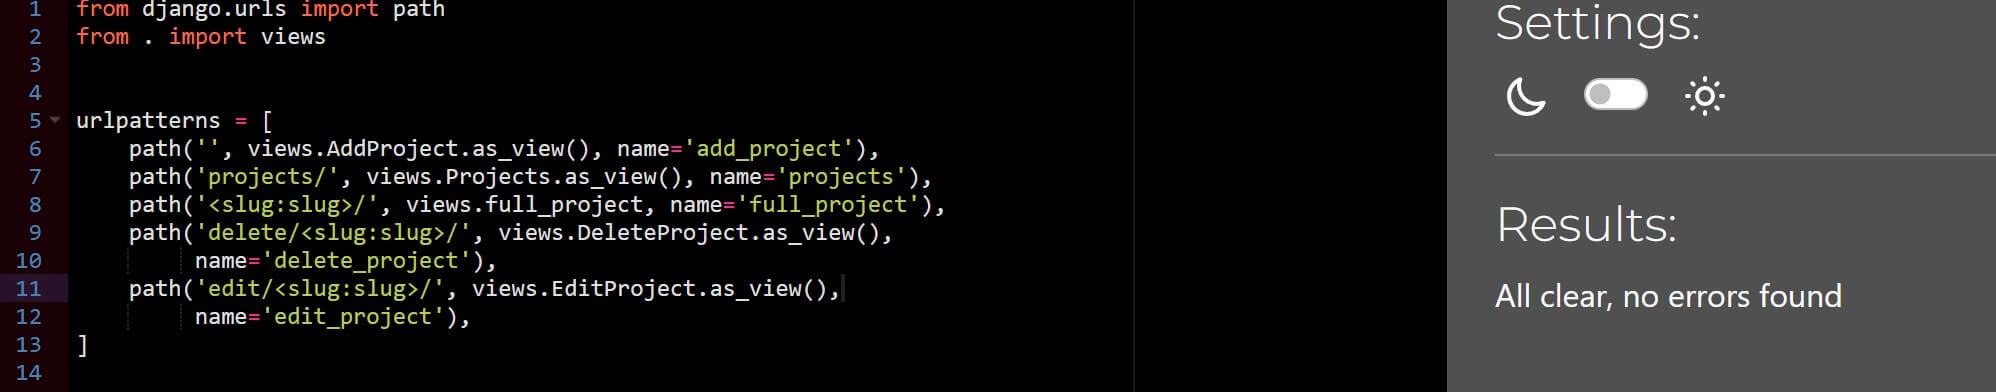 1 from django.urls import path
2 from . import views
3
4
5 urlpatterns = [
6     path('', views.AddProject.as_view(), name='add_project'),
7     path('projects/', views.Projects.as_view(), name='projects'),
8     path('<slug:slug>/', views.full_project, name='full_project'),
9     path('delete/<slug:slug>/', views.DeleteProject.as_view(),
10         name='delete_project'),
11    path('edit/<slug:slug>/', views.EditProject.as_view(),
12         name='edit_project'),
13 ]
14
Settings:
Results:
All clear, no errors found